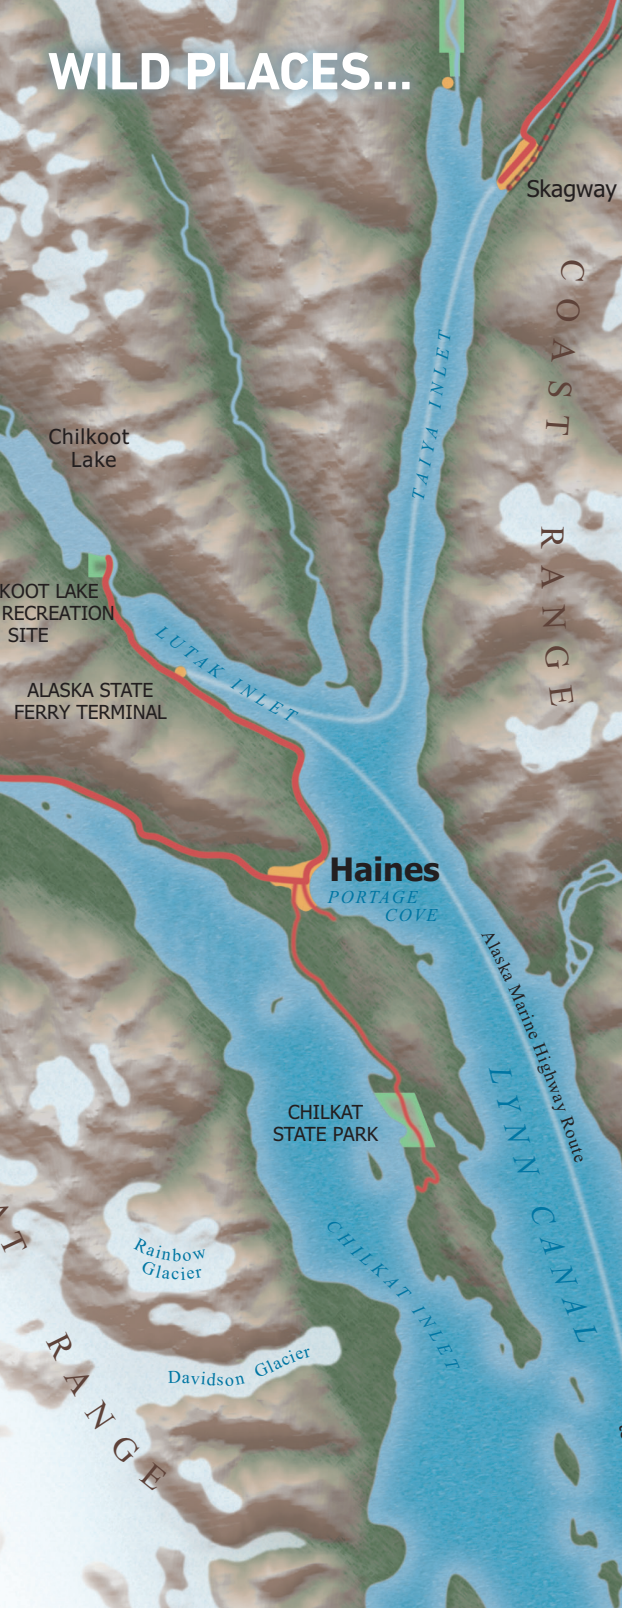 WILD PLACES...
Skagway
COAST RANGE
TAIYA INLET
Chilkoot
Lake
KOOT LAKE
RECREATION
SITE
LUTAK INLET
ALASKA STATE
FERRY TERMINAL
Haines
PORTAGE
COVE
Alaska Marine Highway Route
LYNN CANAL
CHILKAT
STATE PARK
CHILKAT INLET
Rainbow
Glacier
Davidson Glacier
AT RANGE